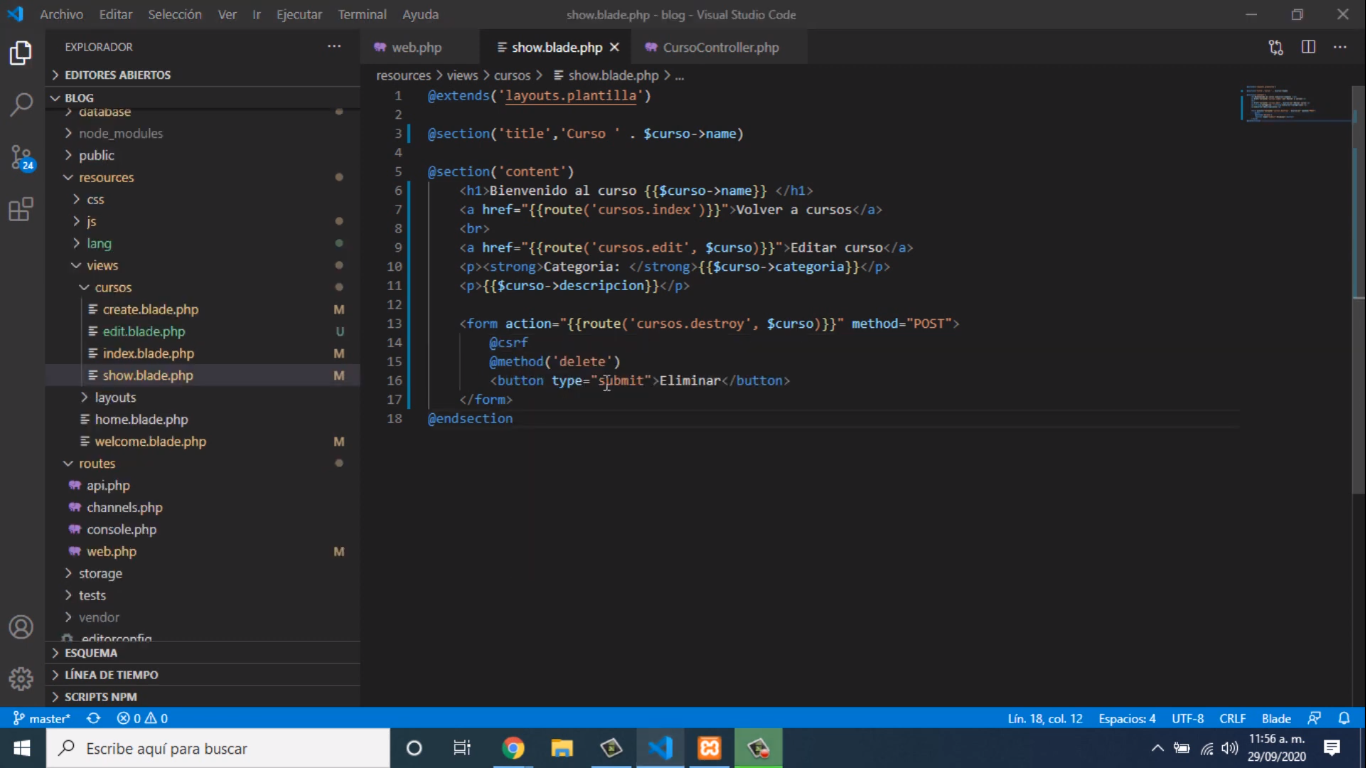 Archivo Editar Selección Ver Ir Ejecutar Terminal Ayuda
show.blade.php - blog - Visual Studio Code
EXPLORADOR
web.php
show.blade.php
CursoController.php
EDITORES ABIERTOS
BLOG
database
node_modules
public
resources
css
js
lang
views
cursos
create.blade.php M
edit.blade.php U
index.blade.php M
show.blade.php M
layouts
home.blade.php
welcome.blade.php M
routes
api.php
channels.php
console.php
web.php M
storage
tests
vendor
.editorconfig
ESQUEMA
LÍNEA DE TIEMPO
SCRIPTS NPM
24
resources > views > cursos > show.blade.php > ...
1 @extends('layouts.plantilla')
2
3 @section('title','Curso ' . $curso->name)
4
5 @section('content')
6 <h1>Bienvenido al curso {{$curso->name}} </h1>
7 <a href="{{route('cursos.index')}}">Volver a cursos</a>
8 <br>
9 <a href="{{route('cursos.edit', $curso)}}">Editar curso</a>
10 <p><strong>Categoria: </strong>{{$curso->categoria}}</p>
11 <p>{{$curso->descripcion}}</p>
12
13 <form action="{{route('cursos.destroy', $curso)}}" method="POST">
14 @csrf
15 @method('delete')
16 <button type="submit">Eliminar</button>
17 </form>
18 @endsection
master* 0 0
Lín. 18, col. 12 Espacios: 4 UTF-8 CRLF Blade
Escribe aquí para buscar
11:56 a. m.
29/09/2020